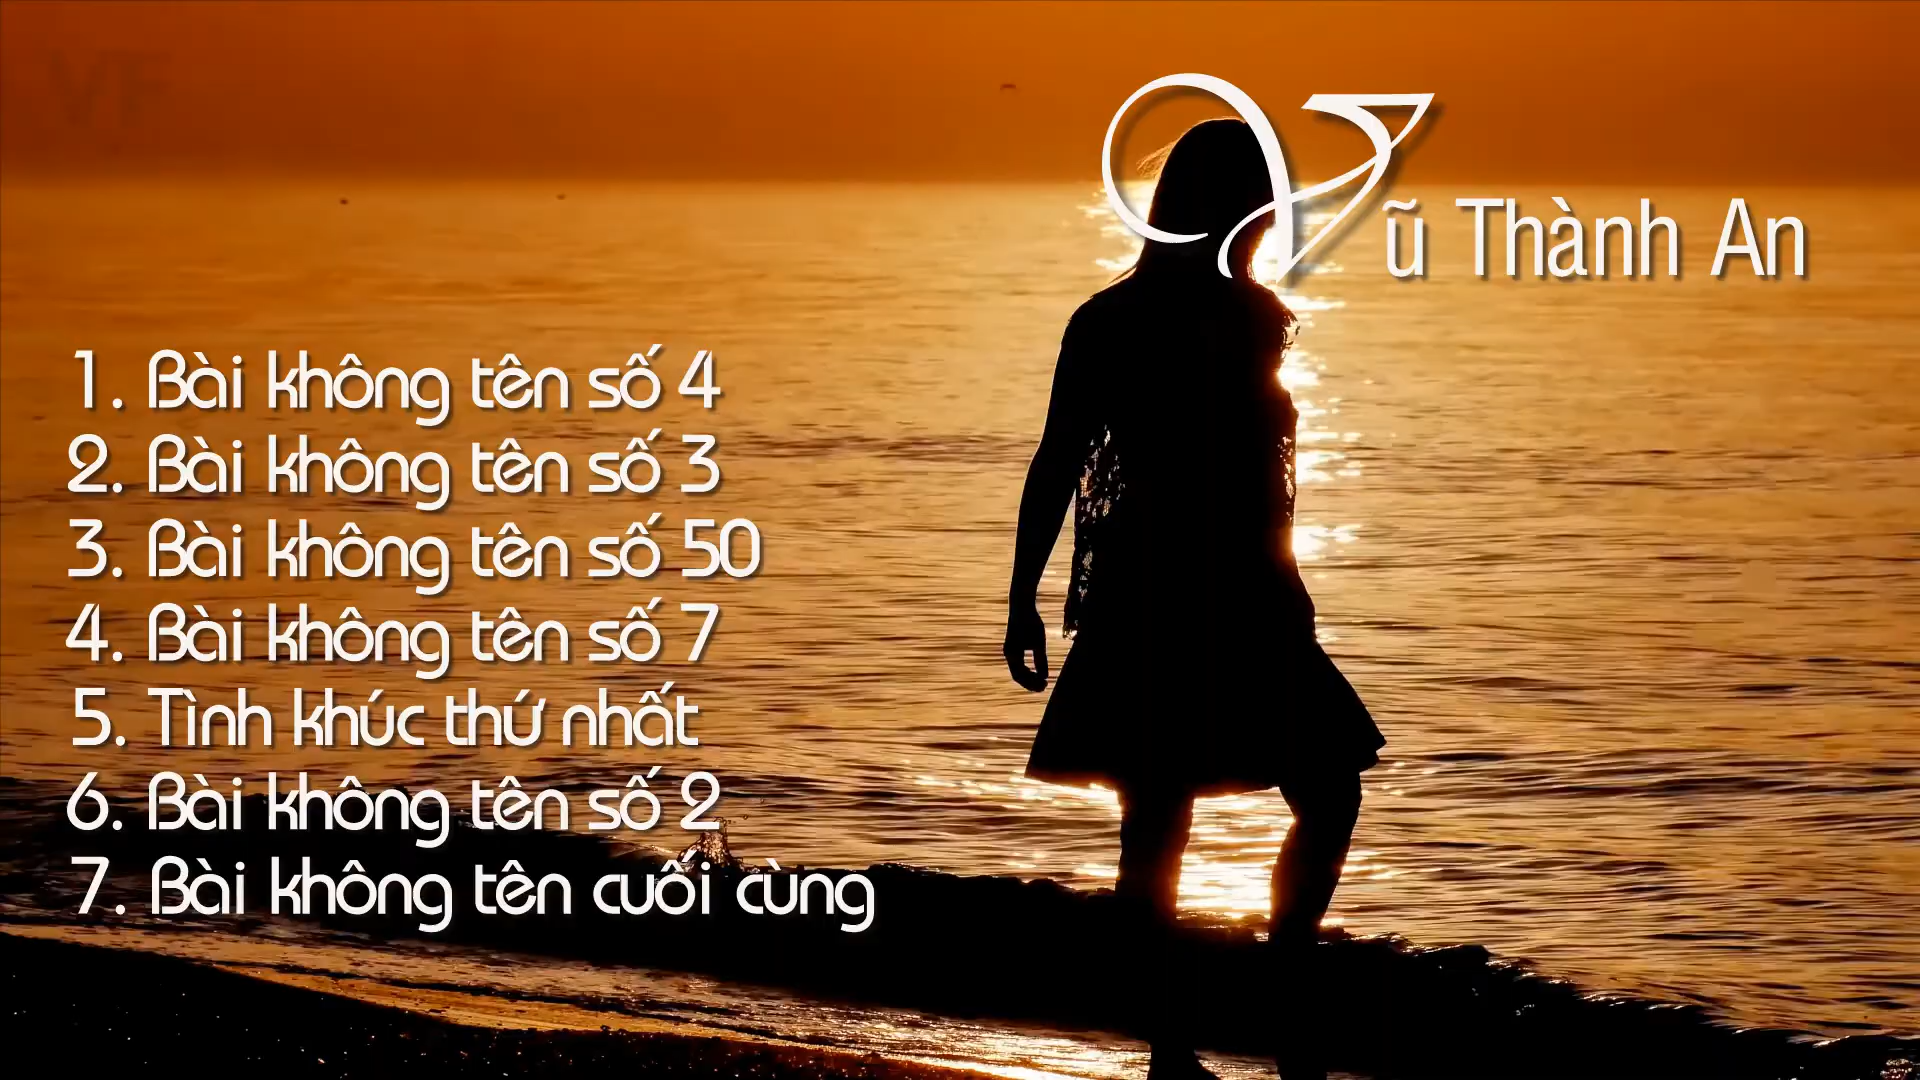 VF
Vũ Thành An
1. Bài không tên số 4
2. Bài không tên số 3
3. Bài không tên số 50
4. Bài không tên số 7
5. Tình khúc thứ nhất
6. Bài không tên số 2
7. Bài không tên cuối cùng